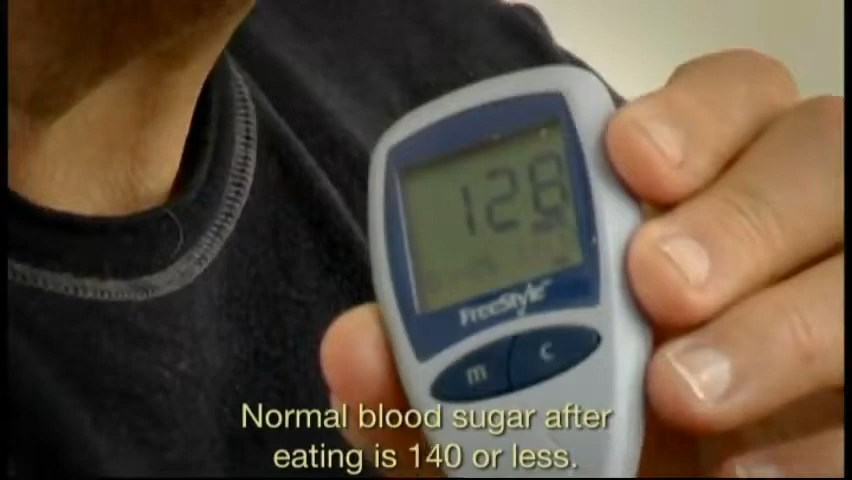 128
FreeStyle
m c
Normal blood sugar after
eating is 140 or less.